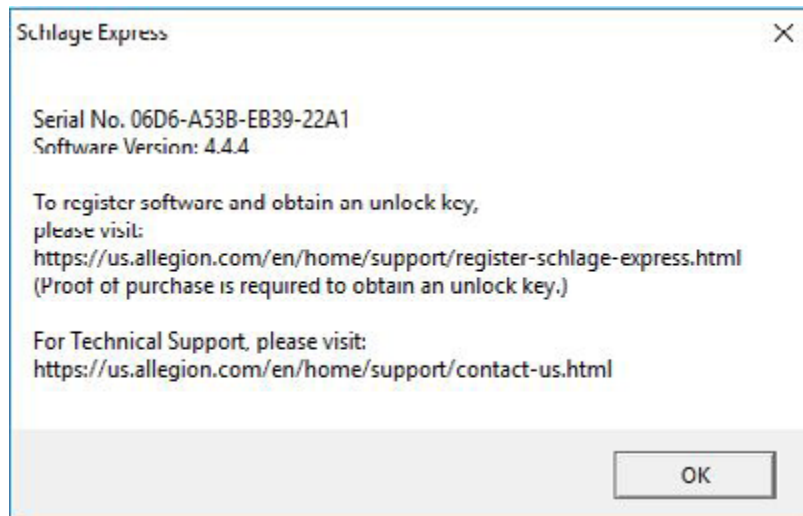 Schlage Express
Serial No. 06D6-A53B-EB39-22A1
Software Version: 4.4.4
To register software and obtain an unlock key,
please visit:
https://us.allegion.com/en/home/support/register-schlage-express.html
(Proof of purchase is required to obtain an unlock key.)
For Technical Support, please visit:
https://us.allegion.com/en/home/support/contact-us.html
OK